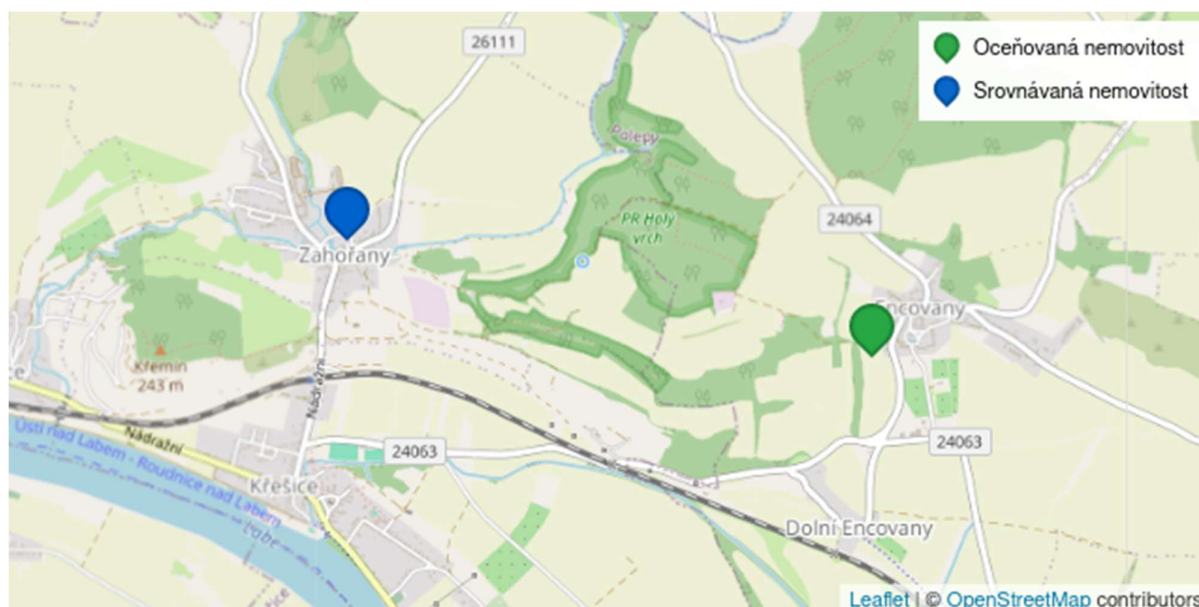 26111
Oceňovaná nemovitost
Srovnávaná nemovitost
Polepy
PR Holý
vrch
24064
Zahořany
Encovany
Křemín
243 m
Nádražní
Nádražní
24063
24063
Ústí nad Labem - Roudnice nad Labem
Křešice
Labe
Dolní Encovany
Leaflet | © OpenStreetMap contributors